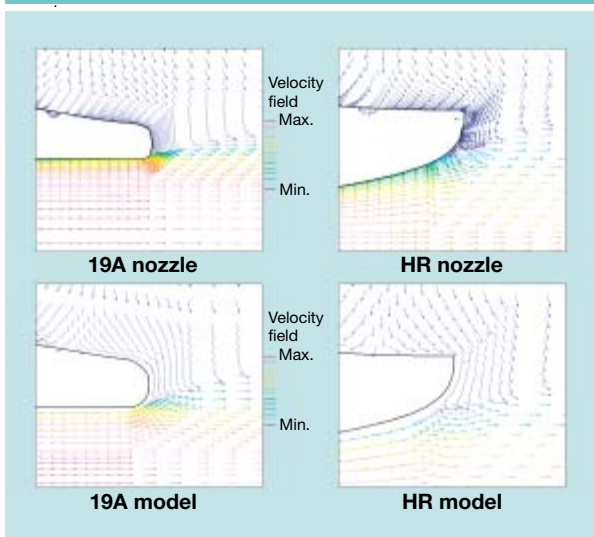 Velocity
field
Max.
Min.
19A nozzle
HR nozzle
Velocity
field
Max.
Min.
19A model
HR model